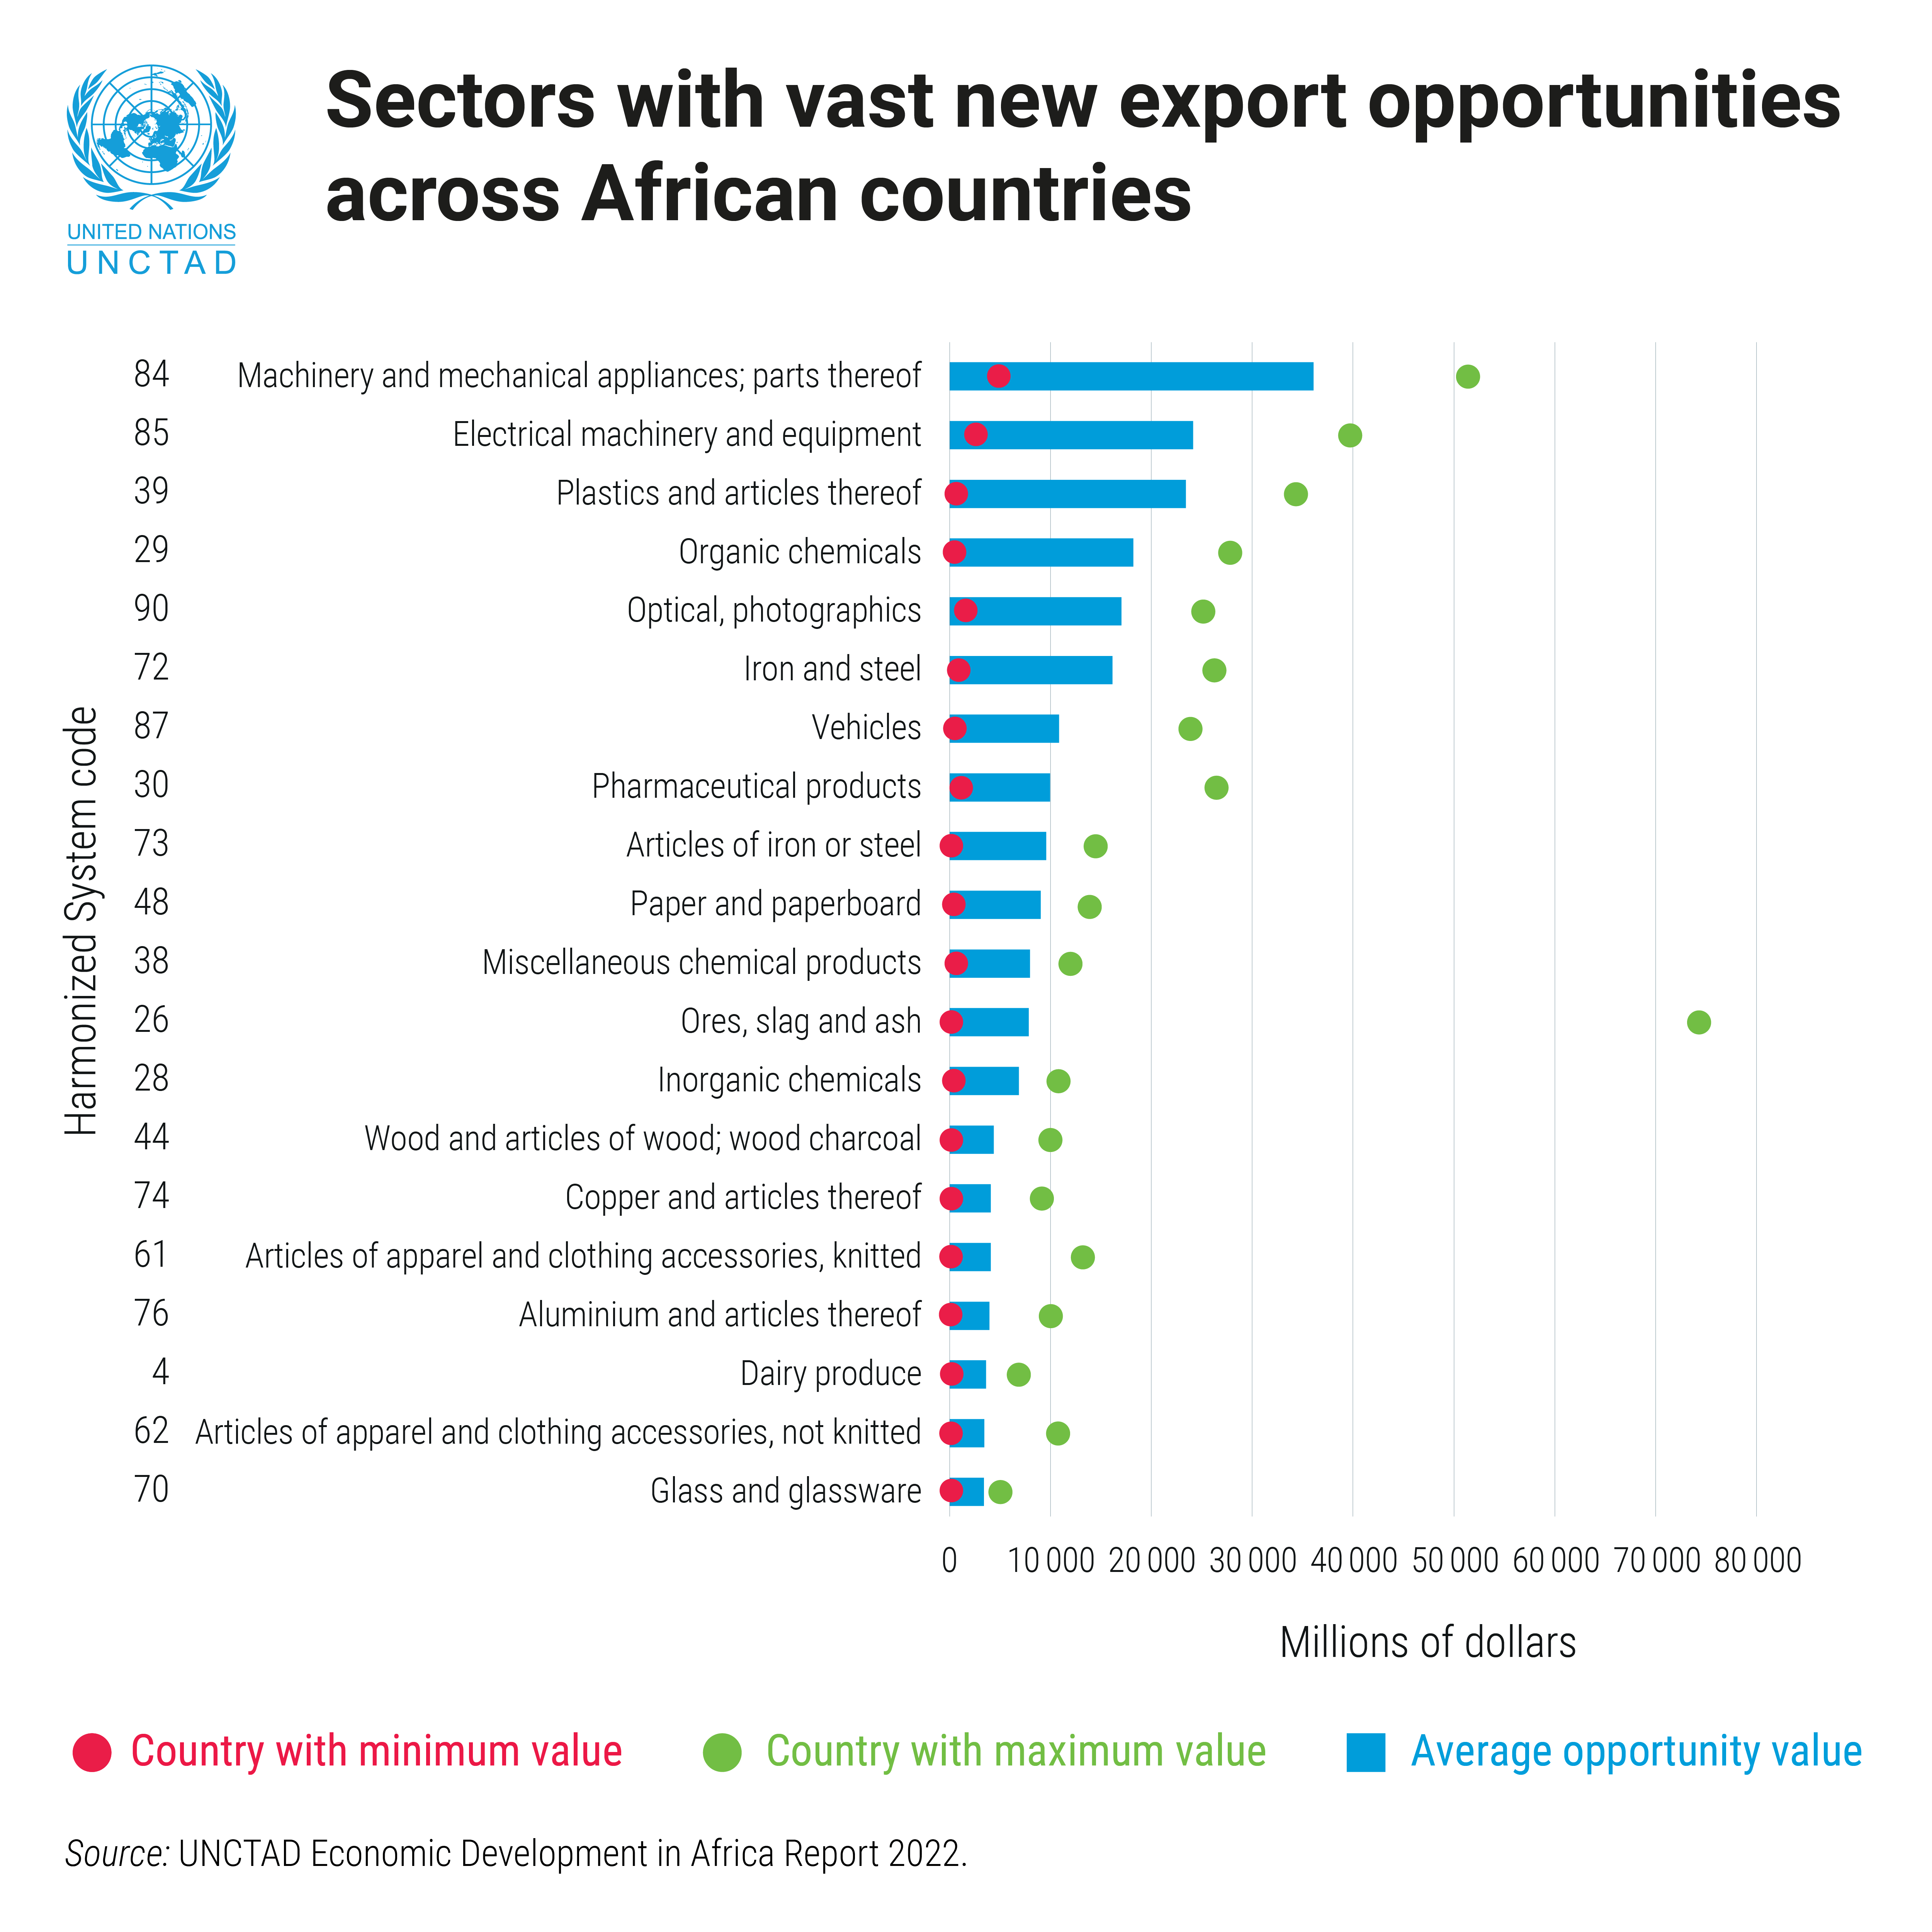 Sectors with vast new export opportunities
across African countries
UNITED NATIONS
UNCTAD
Harmonized System code
84 Machinery and mechanical appliances; parts thereof
85 Electrical machinery and equipment
39 Plastics and articles thereof
29 Organic chemicals
90 Optical, photographics
72 Iron and steel
87 Vehicles
30 Pharmaceutical products
73 Articles of iron or steel
48 Paper and paperboard
38 Miscellaneous chemical products
26 Ores, slag and ash
28 Inorganic chemicals
44 Wood and articles of wood; wood charcoal
74 Copper and articles thereof
61 Articles of apparel and clothing accessories, knitted
76 Aluminium and articles thereof
4 Dairy produce
62 Articles of apparel and clothing accessories, not knitted
70 Glass and glassware
0 10 000 20 000 30 000 40 000 50 000 60 000 70 000 80 000
Millions of dollars
Country with minimum value Country with maximum value Average opportunity value
Source: UNCTAD Economic Development in Africa Report 2022.